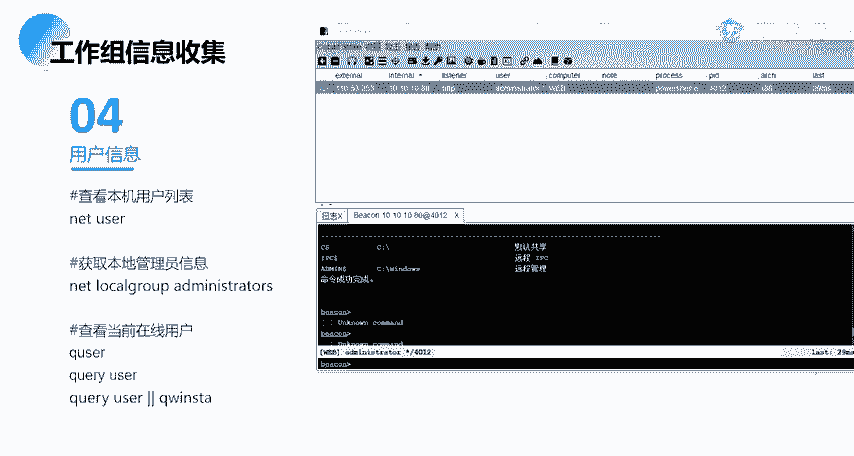 工作组信息收集
04
用户信息
#查看本机用户列表
net user
#获取本地管理员信息
net localgroup administrators
#查看当前在线用户
quser
query user
query user || qwinsta
external internal listener user computer note process pid arch last
10.10.10.80 http administrator WEB 4012 x86
日志X Beacon 10.10.10.80@4012 X
C$ C:\ 默认共享
IPC$ 远程 IPC
ADMIN$ C:\Windows 远程管理
命令成功完成。
beacon>
Unknown command
beacon>
Unknown command
[WEB] administrator */4012 last: 29ms
beacon>